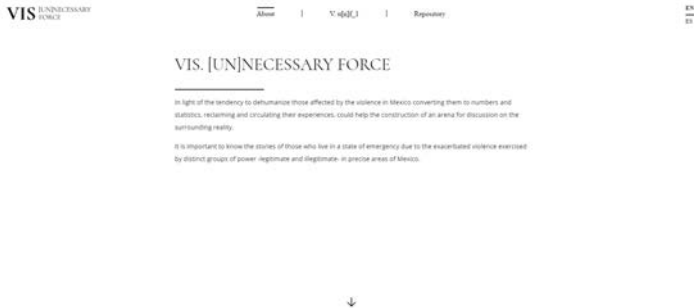 VIS [UN]NECESSARY
FORCE
About | V. u[n]f_1 | Repository
EN
ES
VIS. [UN]NECESSARY FORCE
In light of the tendency to dehumanize those affected by the violence in Mexico converting them to numbers and
statistics, reclaiming and circulating their experiences, could help the construction of an arena for discussion on the
surrounding reality.
It is important to know the stories of those who live in a state of emergency due to the exacerbated violence exercised
by distinct groups of power -legitimate and illegitimate- in precise areas of Mexico.